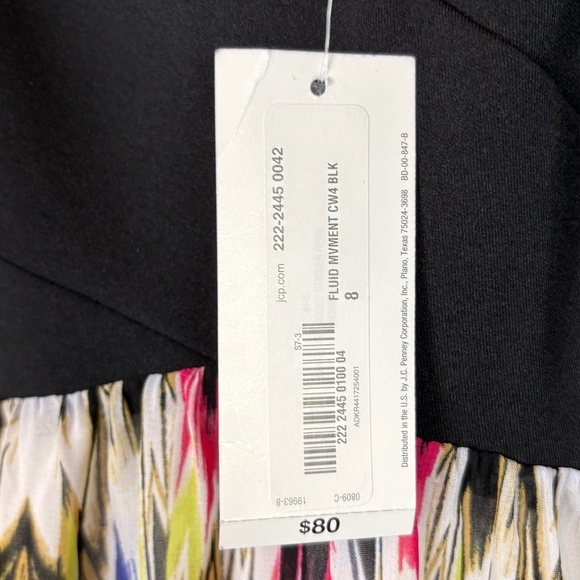 jcp.com 222-2445 0042
FLUID MVMENT CW4 BLK
8
S7-3
222 2445 0100 04
ADKR4417254001
Distributed in the U.S. by J.C. Penney Corporation, Inc., Plano, Texas 75024-3698 BD-00-847-B
19963-8
0809-C
$80